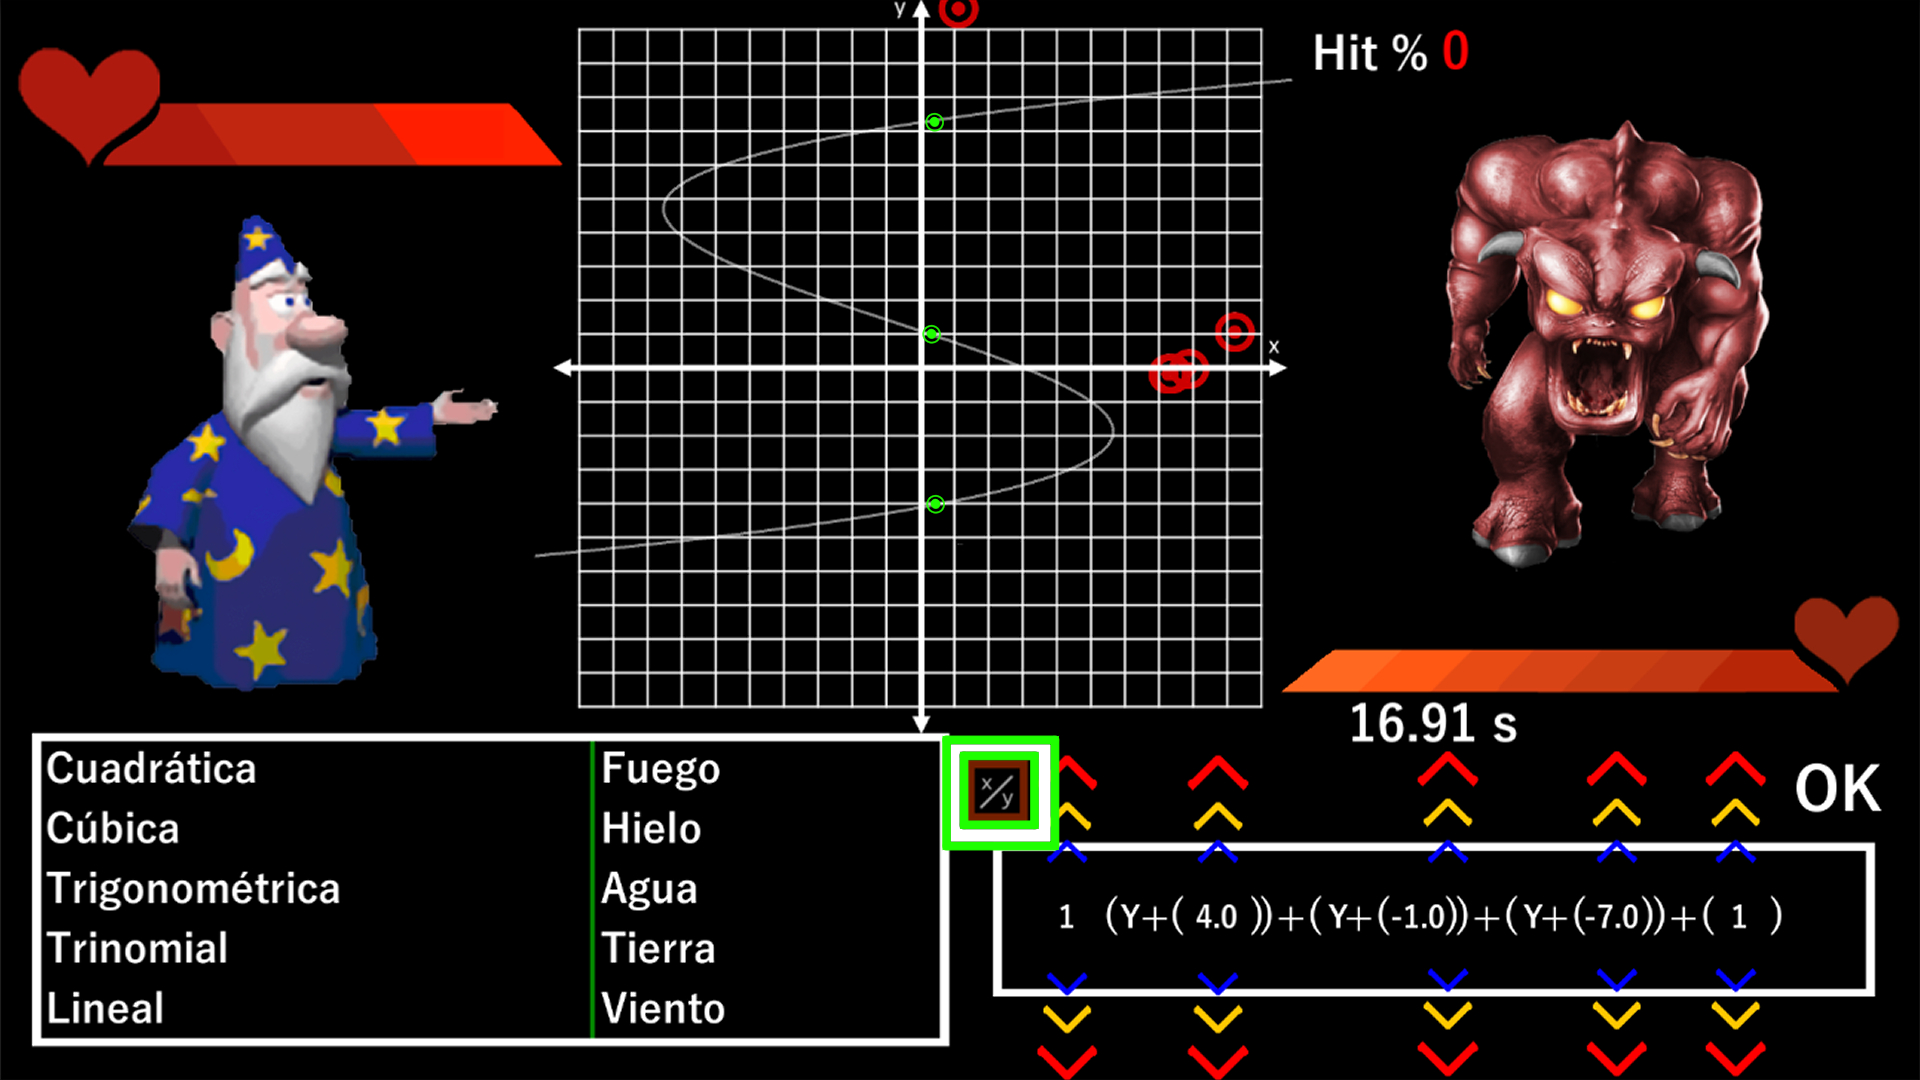 y
Hit % 0
x
16.91 s
Cuadrática
Cúbica
Trigonométrica
Trinomial
Lineal
Fuego
Hielo
Agua
Tierra
Viento
x/y
OK
1 (Y+( 4.0 ))+(Y+(-1.0))+(Y+(-7.0))+( 1 )